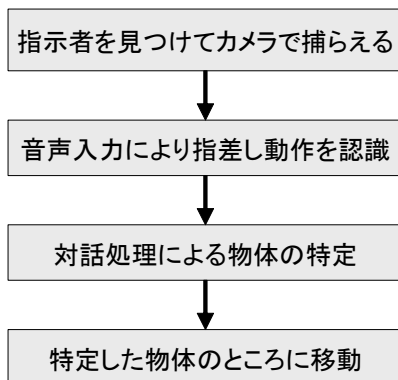 指示者を見つけてカメラで捕らえる
音声入力により指差し動作を認識
対話処理による物体の特定
特定した物体のところに移動